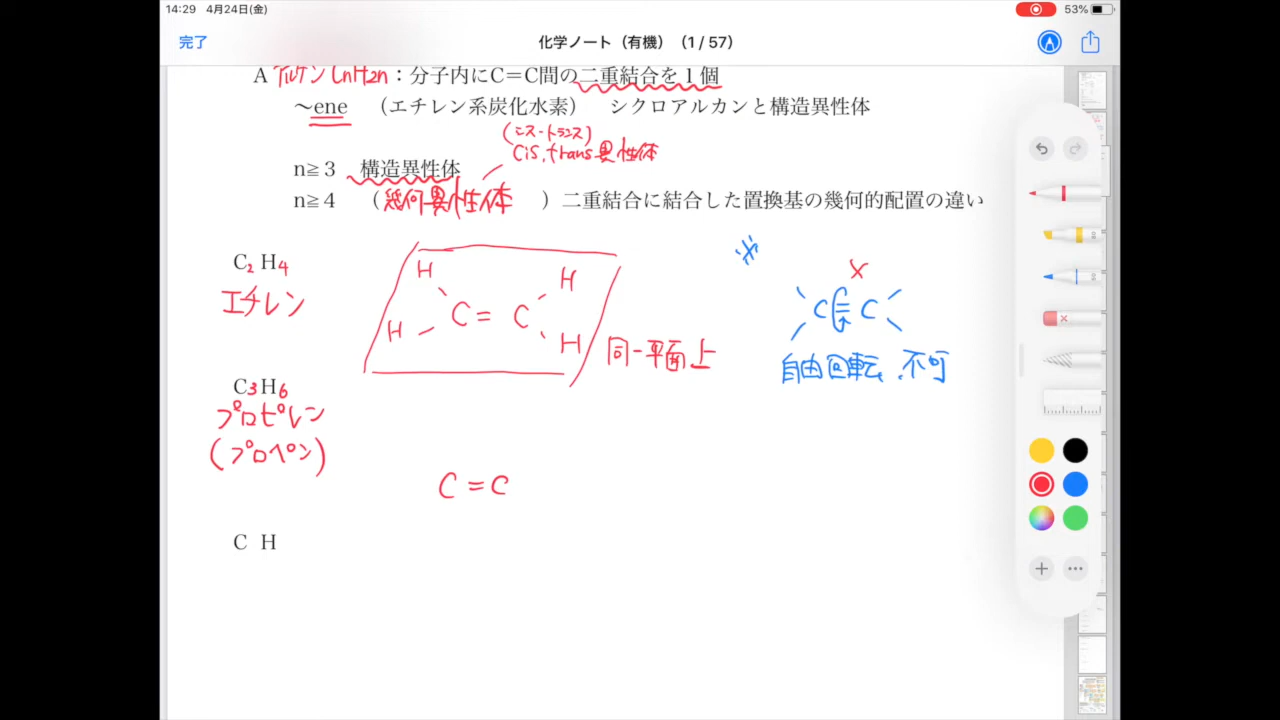 14:29 4月24日(金) 53%
完了 化学ノート（有機） (1 / 57)
A アルケン CnH2n：分子内にC＝C間の二重結合を１個
～ene （エチレン系炭化水素） シクロアルカンと構造異性体
(シス-トランス)
cis, trans異性体
n≧３ 構造異性体
n≧４ （幾何異性体 ）二重結合に結合した置換基の幾何的配置の違い
C2 H4
エチレン
H H
C = C
H H
同一平面上
※
×
C = C
自由回転、不可
C3H6
プロピレン
(プロペン)
C = C
C H